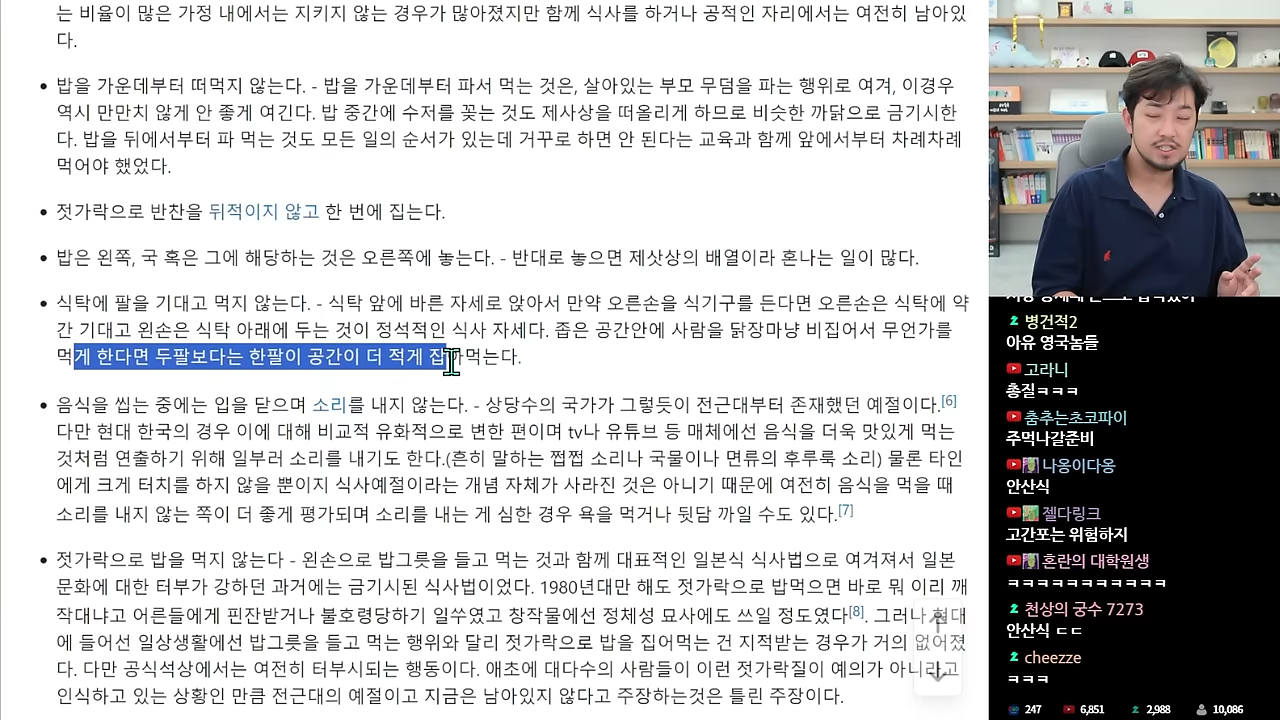 는 비율이 많은 가정 내에서는 지키지 않는 경우가 많아졌지만 함께 식사를 하거나 공적인 자리에서는 여전히 남아있
다.
밥을 가운데부터 떠먹지 않는다. - 밥을 가운데부터 파서 먹는 것은, 살아있는 부모 무덤을 파는 행위로 여겨, 이경우
역시 만만치 않게 안 좋게 여긴다. 밥 중간에 수저를 꽂는 것도 제사상을 떠올리게 하므로 비슷한 까닭으로 금기시한
다. 밥을 뒤에서부터 파 먹는 것도 모든 일의 순서가 있는데 거꾸로 하면 안 된다는 교육과 함께 앞에서부터 차례차례
먹어야 했었다.
젓가락으로 반찬을 뒤적이지 않고 한 번에 집는다.
밥은 왼쪽, 국 혹은 그에 해당하는 것은 오른쪽에 놓는다. - 반대로 놓으면 제삿상의 배열이라 혼나는 일이 많다.
식탁에 팔을 기대고 먹지 않는다. - 식탁 앞에 바른 자세로 앉아서 만약 오른손을 식기구를 든다면 오른손은 식탁에 약
간 기대고 왼손은 식탁 아래에 두는 것이 정석적인 식사 자세다. 좁은 공간안에 사람을 닭장마냥 비집어서 무언가를
먹게 한다면 두팔보다는 한팔이 공간이 더 적게 잡아먹는다.
음식을 씹는 중에는 입을 닫으며 소리를 내지 않는다. - 상당수의 국가가 그렇듯이 전근대부터 존재했던 예절이다.[6]
다만 현대 한국의 경우 이에 대해 비교적 유화적으로 변한 편이며 tv나 유튜브 등 매체에선 음식을 더욱 맛있게 먹는
것처럼 연출하기 위해 일부러 소리를 내기도 한다.(흔히 말하는 쩝쩝 소리나 국물이나 면류의 후루룩 소리) 물론 타인
에게 크게 터치를 하지 않을 뿐이지 식사예절이라는 개념 자체가 사라진 것은 아니기 때문에 여전히 음식을 먹을 때
소리를 내지 않는 쪽이 더 좋게 평가되며 소리를 내는 게 심한 경우 욕을 먹거나 뒷담 까일 수도 있다.[7]
젓가락으로 밥을 먹지 않는다 - 왼손으로 밥그릇을 들고 먹는 것과 함께 대표적인 일본식 식사법으로 여겨져서 일본
문화에 대한 터부가 강하던 과거에는 금기시된 식사법이었다. 1980년대만 해도 젓가락으로 밥먹으면 바로 뭐 이리 깨
작대냐고 어른들에게 핀잔받거나 불호령당하기 일쑤였고 창작물에선 정체성 묘사에도 쓰일 정도였다[8]. 그러나 현대
에 들어선 일상생활에선 밥그릇을 들고 먹는 행위와 달리 젓가락으로 밥을 집어먹는 건 지적받는 경우가 거의 없어졌
다. 다만 공식석상에서는 여전히 터부시되는 행동이다. 애초에 대다수의 사람들이 이런 젓가락질이 예의가 아니라고
인식하고 있는 상황인 만큼 전근대의 예절이고 지금은 남아있지 않다고 주장하는것은 틀린 주장이다.
병건적2
아유 영국놈들
고라니
총질ㅋㅋㅋ
춤추는초코파이
주먹나갈준비
나옹이다옹
안산식
젤다링크
고간포는 위험하지
혼란의 대학원생
ㅋㅋㅋㅋㅋㅋㅋㅋㅋㅋㅋ
천상의 궁수 7273
안산식 ㄷㄷ
cheezze
ㅋㅋㅋ
247 6,851 2,988 10,086